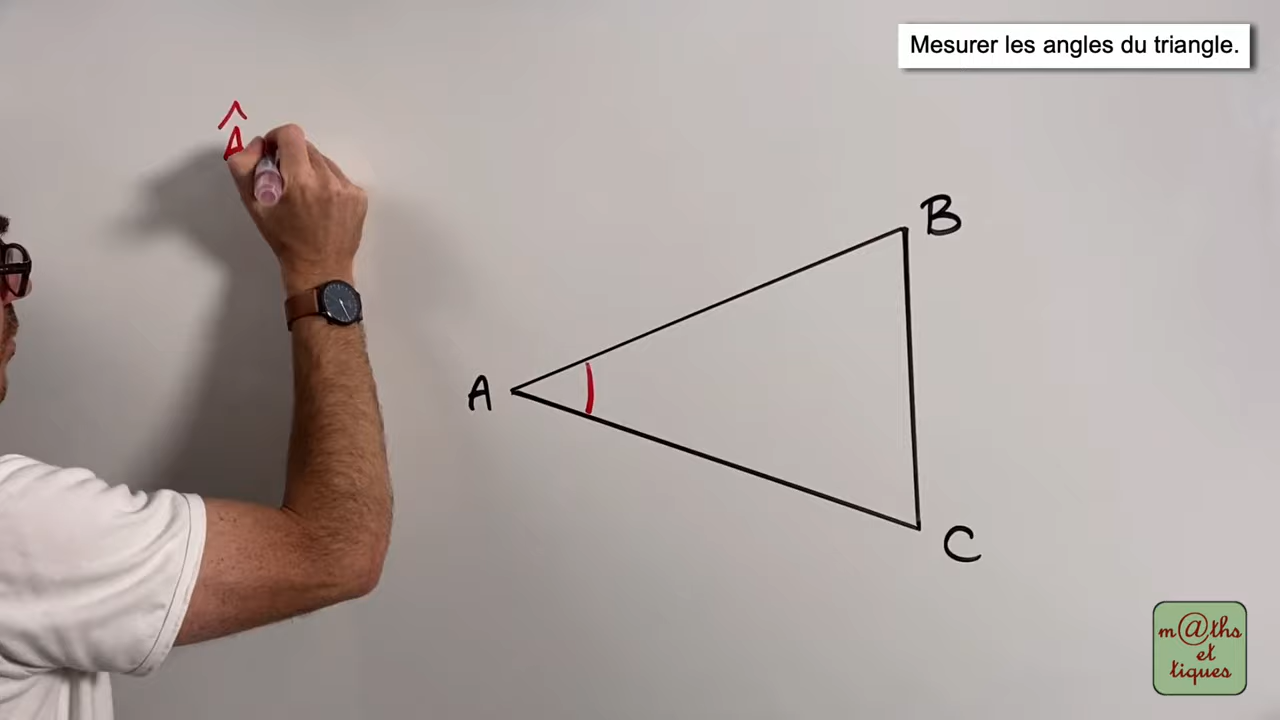 Mesurer les angles du triangle.
Â
B
A
C
m@ths
et
tiques